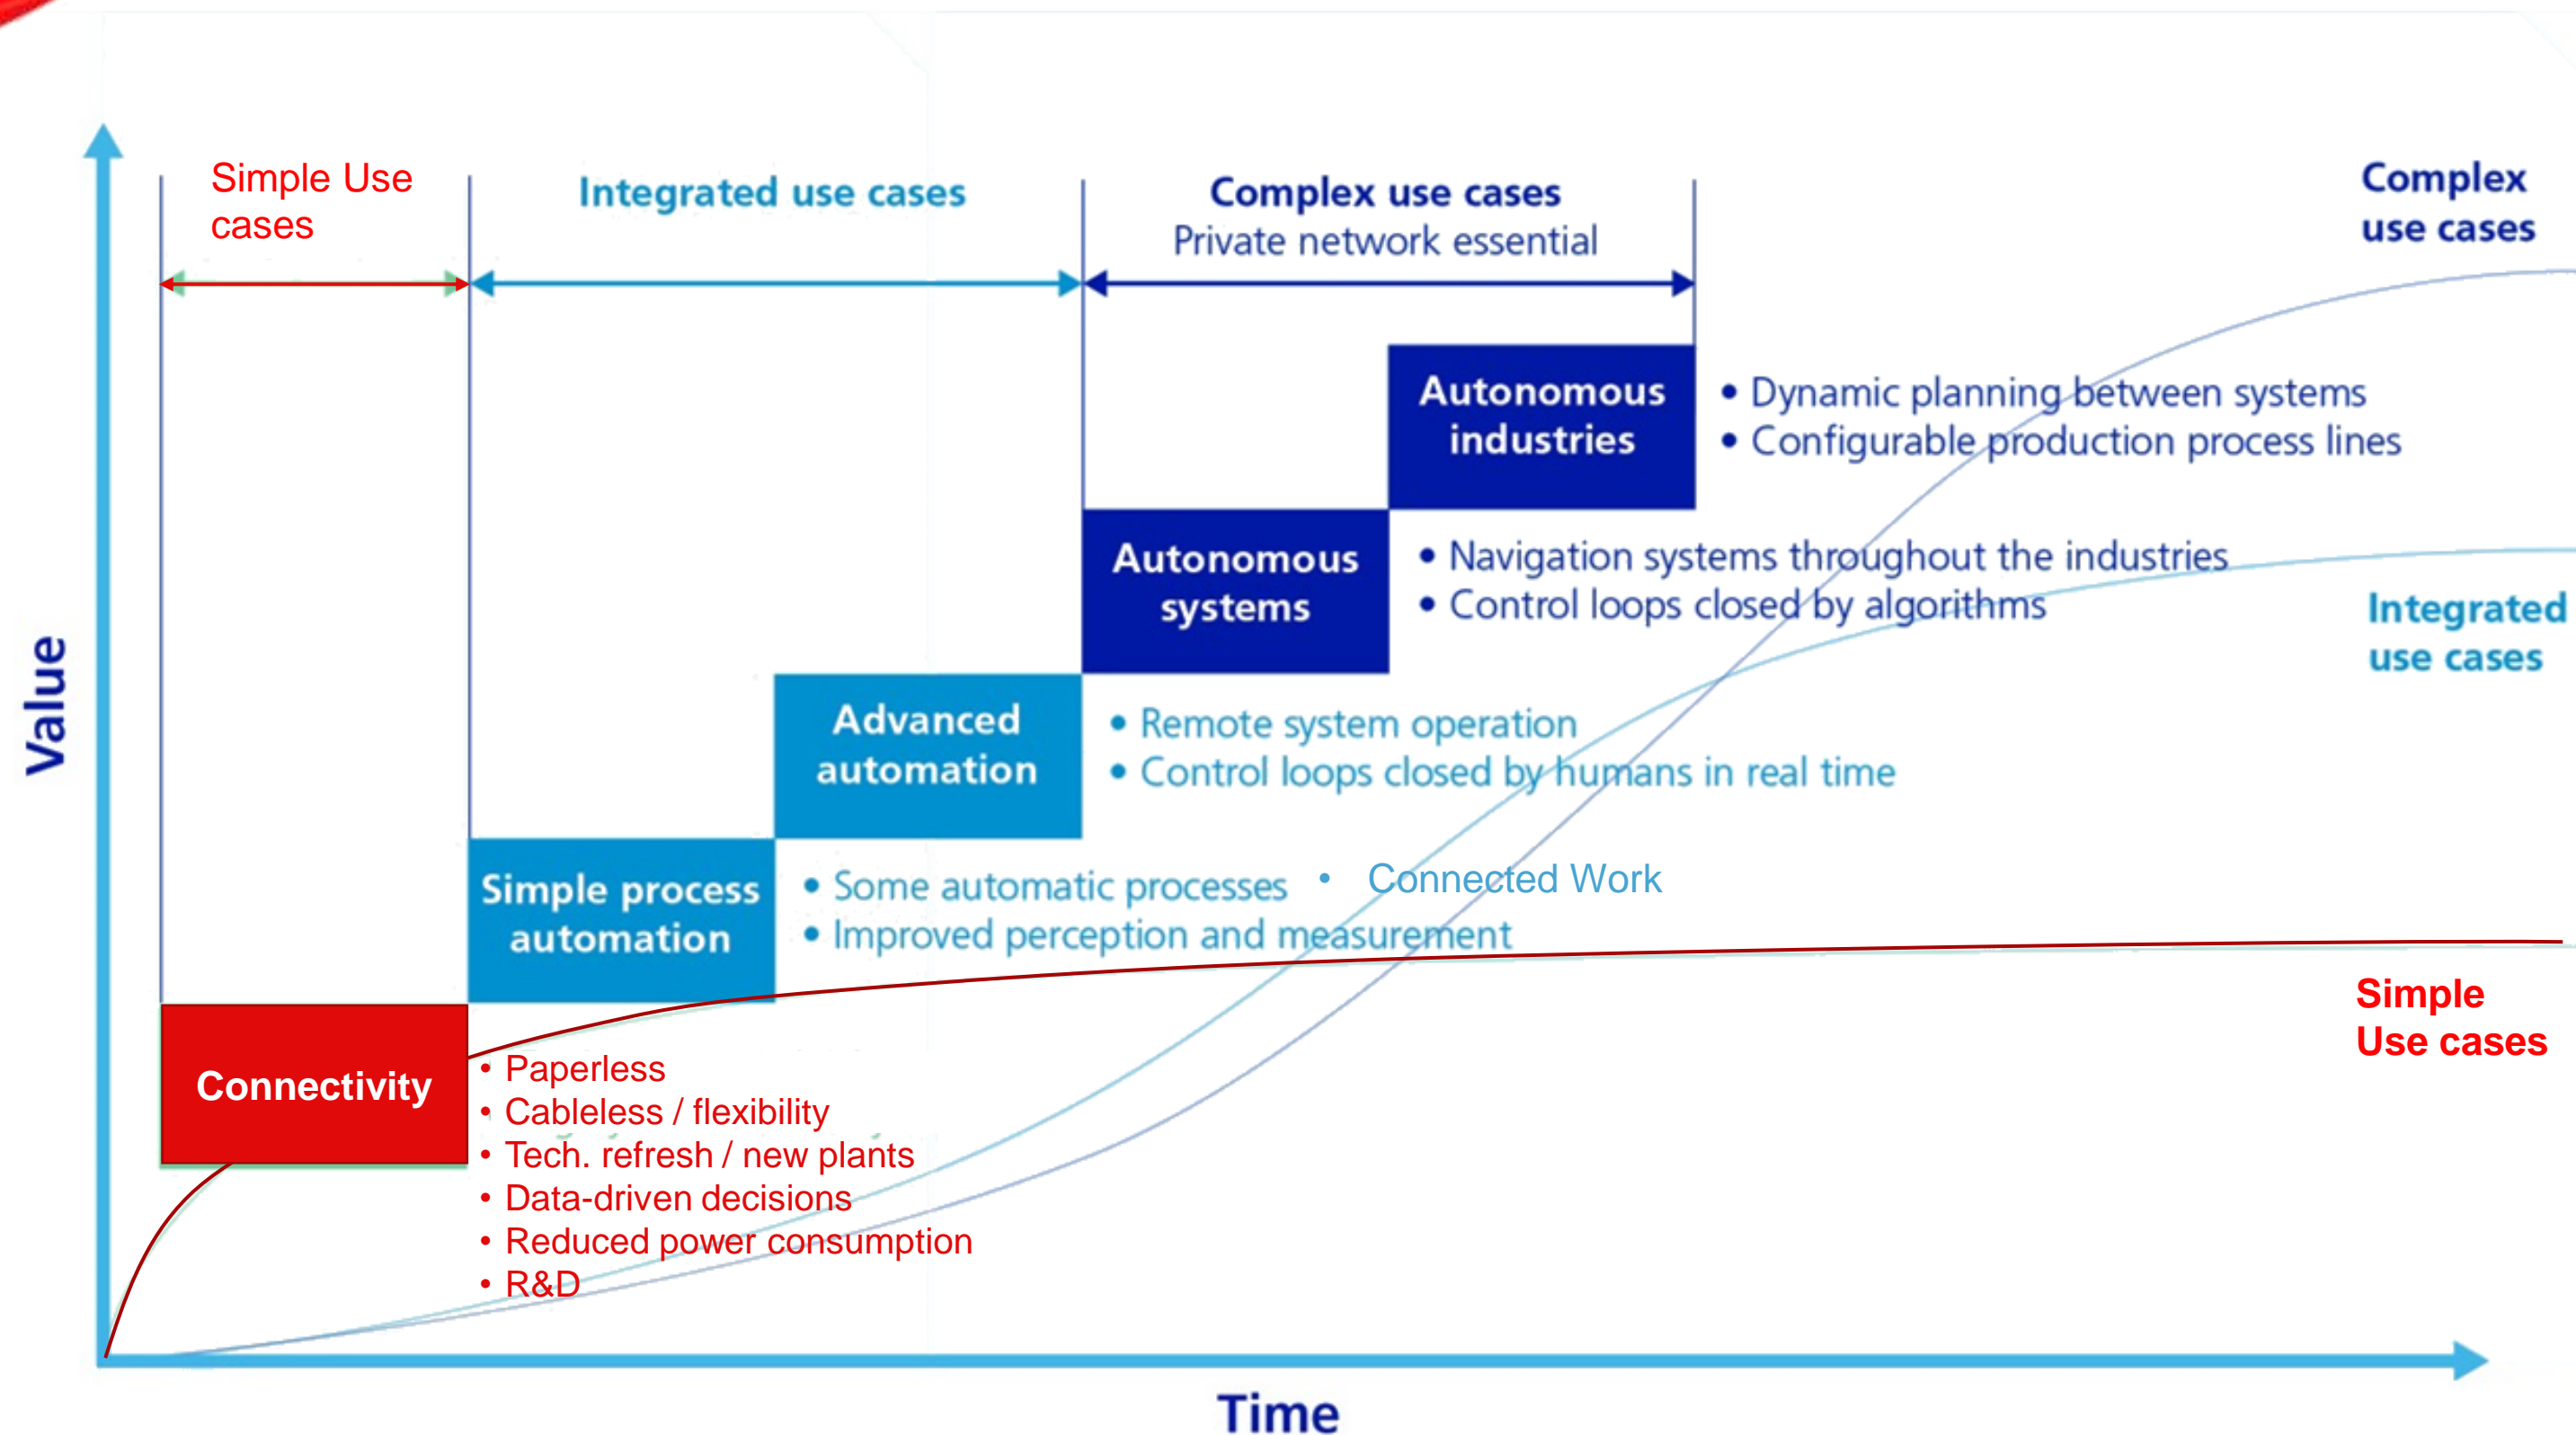 Simple Use
cases
Integrated use cases
Complex use cases
Private network essential
Complex
use cases
Autonomous
industries
• Dynamic planning between systems
• Configurable production process lines
Autonomous
systems
• Navigation systems throughout the industries
• Control loops closed by algorithms
Integrated
use cases
Value
Advanced
automation
• Remote system operation
• Control loops closed by humans in real time
Simple process
automation
• Some automatic processes
• Connected Work
• Improved perception and measurement
Simple
Use cases
Connectivity
• Paperless
• Cableless / flexibility
• Tech. refresh / new plants
• Data-driven decisions
• Reduced power consumption
• R&D
Time